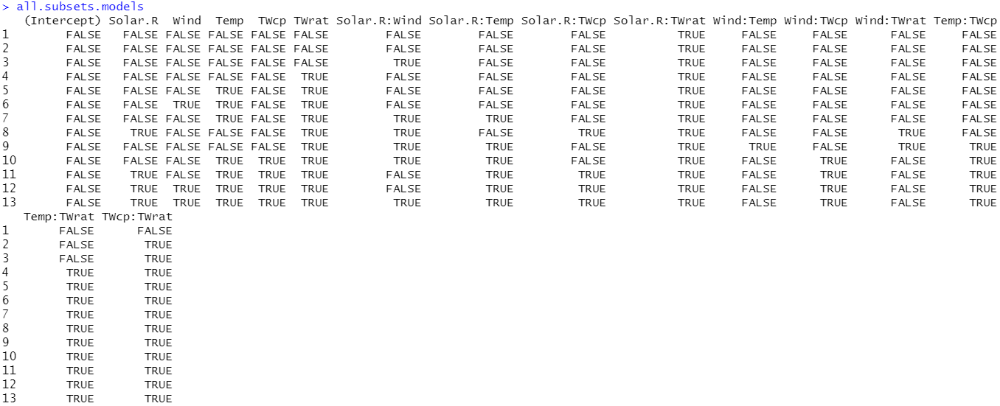 > all.subsets.models
(Intercept) Solar.R Wind Temp TWcp TWrat Solar.R:Wind Solar.R:Temp Solar.R:TWcp Solar.R:TWrat Wind:Temp Wind:TWcp Wind:TWrat Temp:TWcp
1 FALSE FALSE FALSE FALSE FALSE FALSE FALSE FALSE FALSE TRUE FALSE FALSE FALSE FALSE
2 FALSE FALSE FALSE FALSE FALSE FALSE FALSE FALSE FALSE TRUE FALSE FALSE FALSE FALSE
3 FALSE FALSE FALSE FALSE FALSE FALSE TRUE FALSE FALSE TRUE FALSE FALSE FALSE FALSE
4 FALSE FALSE FALSE FALSE FALSE TRUE FALSE FALSE FALSE TRUE FALSE FALSE FALSE FALSE
5 FALSE FALSE FALSE TRUE FALSE TRUE FALSE FALSE FALSE TRUE FALSE FALSE FALSE FALSE
6 FALSE FALSE TRUE TRUE FALSE TRUE FALSE FALSE FALSE TRUE FALSE FALSE FALSE FALSE
7 FALSE FALSE FALSE TRUE FALSE TRUE TRUE TRUE FALSE TRUE FALSE FALSE FALSE FALSE
8 FALSE TRUE FALSE FALSE FALSE TRUE TRUE FALSE TRUE TRUE FALSE FALSE TRUE FALSE
9 FALSE FALSE FALSE FALSE FALSE TRUE TRUE TRUE FALSE TRUE TRUE FALSE TRUE TRUE
10 FALSE FALSE FALSE TRUE TRUE TRUE TRUE TRUE FALSE TRUE FALSE TRUE FALSE TRUE
11 FALSE TRUE FALSE TRUE TRUE TRUE FALSE TRUE TRUE TRUE FALSE TRUE FALSE TRUE
12 FALSE TRUE TRUE TRUE TRUE TRUE FALSE TRUE TRUE TRUE FALSE TRUE FALSE TRUE
13 FALSE TRUE TRUE TRUE TRUE TRUE TRUE TRUE TRUE TRUE FALSE TRUE FALSE TRUE
Temp:TWrat TWcp:TWrat
1 FALSE FALSE
2 FALSE TRUE
3 FALSE TRUE
4 TRUE TRUE
5 TRUE TRUE
6 TRUE TRUE
7 TRUE TRUE
8 TRUE TRUE
9 TRUE TRUE
10 TRUE TRUE
11 TRUE TRUE
12 TRUE TRUE
13 TRUE TRUE